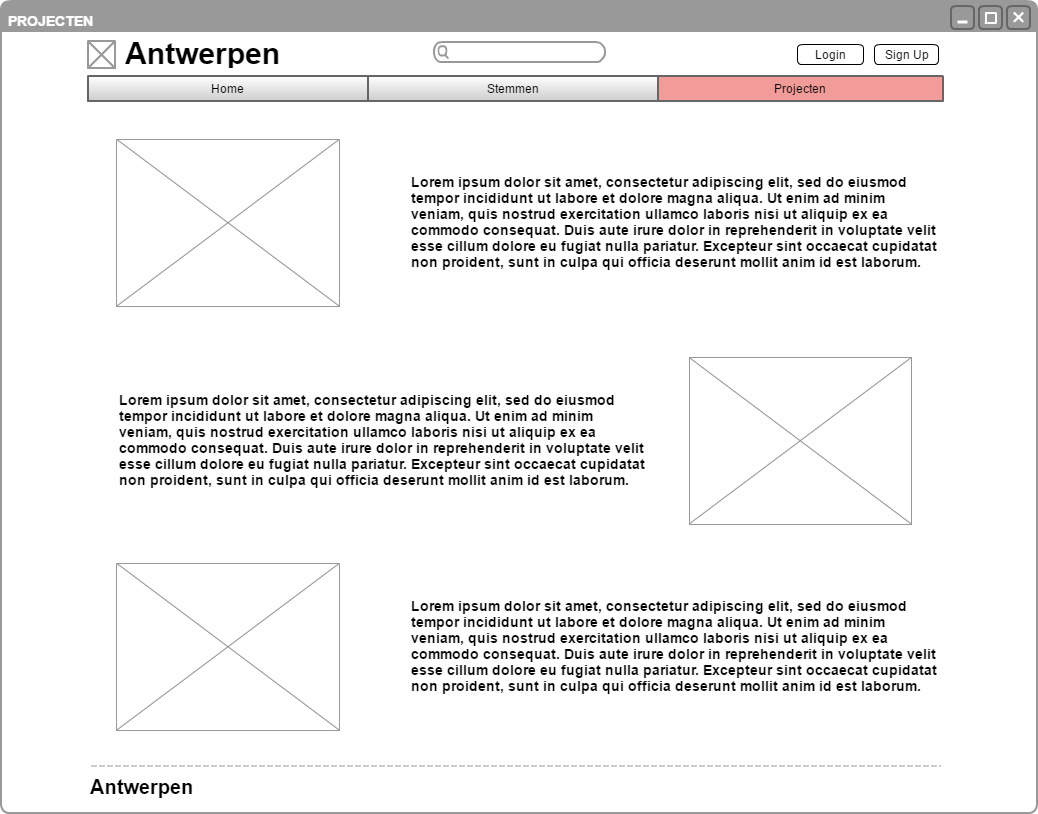 PROJECTEN
Antwerpen
Login
Sign Up
Home
Stemmen
Projecten
Lorem ipsum dolor sit amet, consectetur adipiscing elit, sed do eiusmod
tempor incididunt ut labore et dolore magna aliqua. Ut enim ad minim
veniam, quis nostrud exercitation ullamco laboris nisi ut aliquip ex ea
commodo consequat. Duis aute irure dolor in reprehenderit in voluptate velit
esse cillum dolore eu fugiat nulla pariatur. Excepteur sint occaecat cupidatat
non proident, sunt in culpa qui officia deserunt mollit anim id est laborum.
Lorem ipsum dolor sit amet, consectetur adipiscing elit, sed do eiusmod
tempor incididunt ut labore et dolore magna aliqua. Ut enim ad minim
veniam, quis nostrud exercitation ullamco laboris nisi ut aliquip ex ea
commodo consequat. Duis aute irure dolor in reprehenderit in voluptate velit
esse cillum dolore eu fugiat nulla pariatur. Excepteur sint occaecat cupidatat
non proident, sunt in culpa qui officia deserunt mollit anim id est laborum.
Lorem ipsum dolor sit amet, consectetur adipiscing elit, sed do eiusmod
tempor incididunt ut labore et dolore magna aliqua. Ut enim ad minim
veniam, quis nostrud exercitation ullamco laboris nisi ut aliquip ex ea
commodo consequat. Duis aute irure dolor in reprehenderit in voluptate velit
esse cillum dolore eu fugiat nulla pariatur. Excepteur sint occaecat cupidatat
non proident, sunt in culpa qui officia deserunt mollit anim id est laborum.
Antwerpen